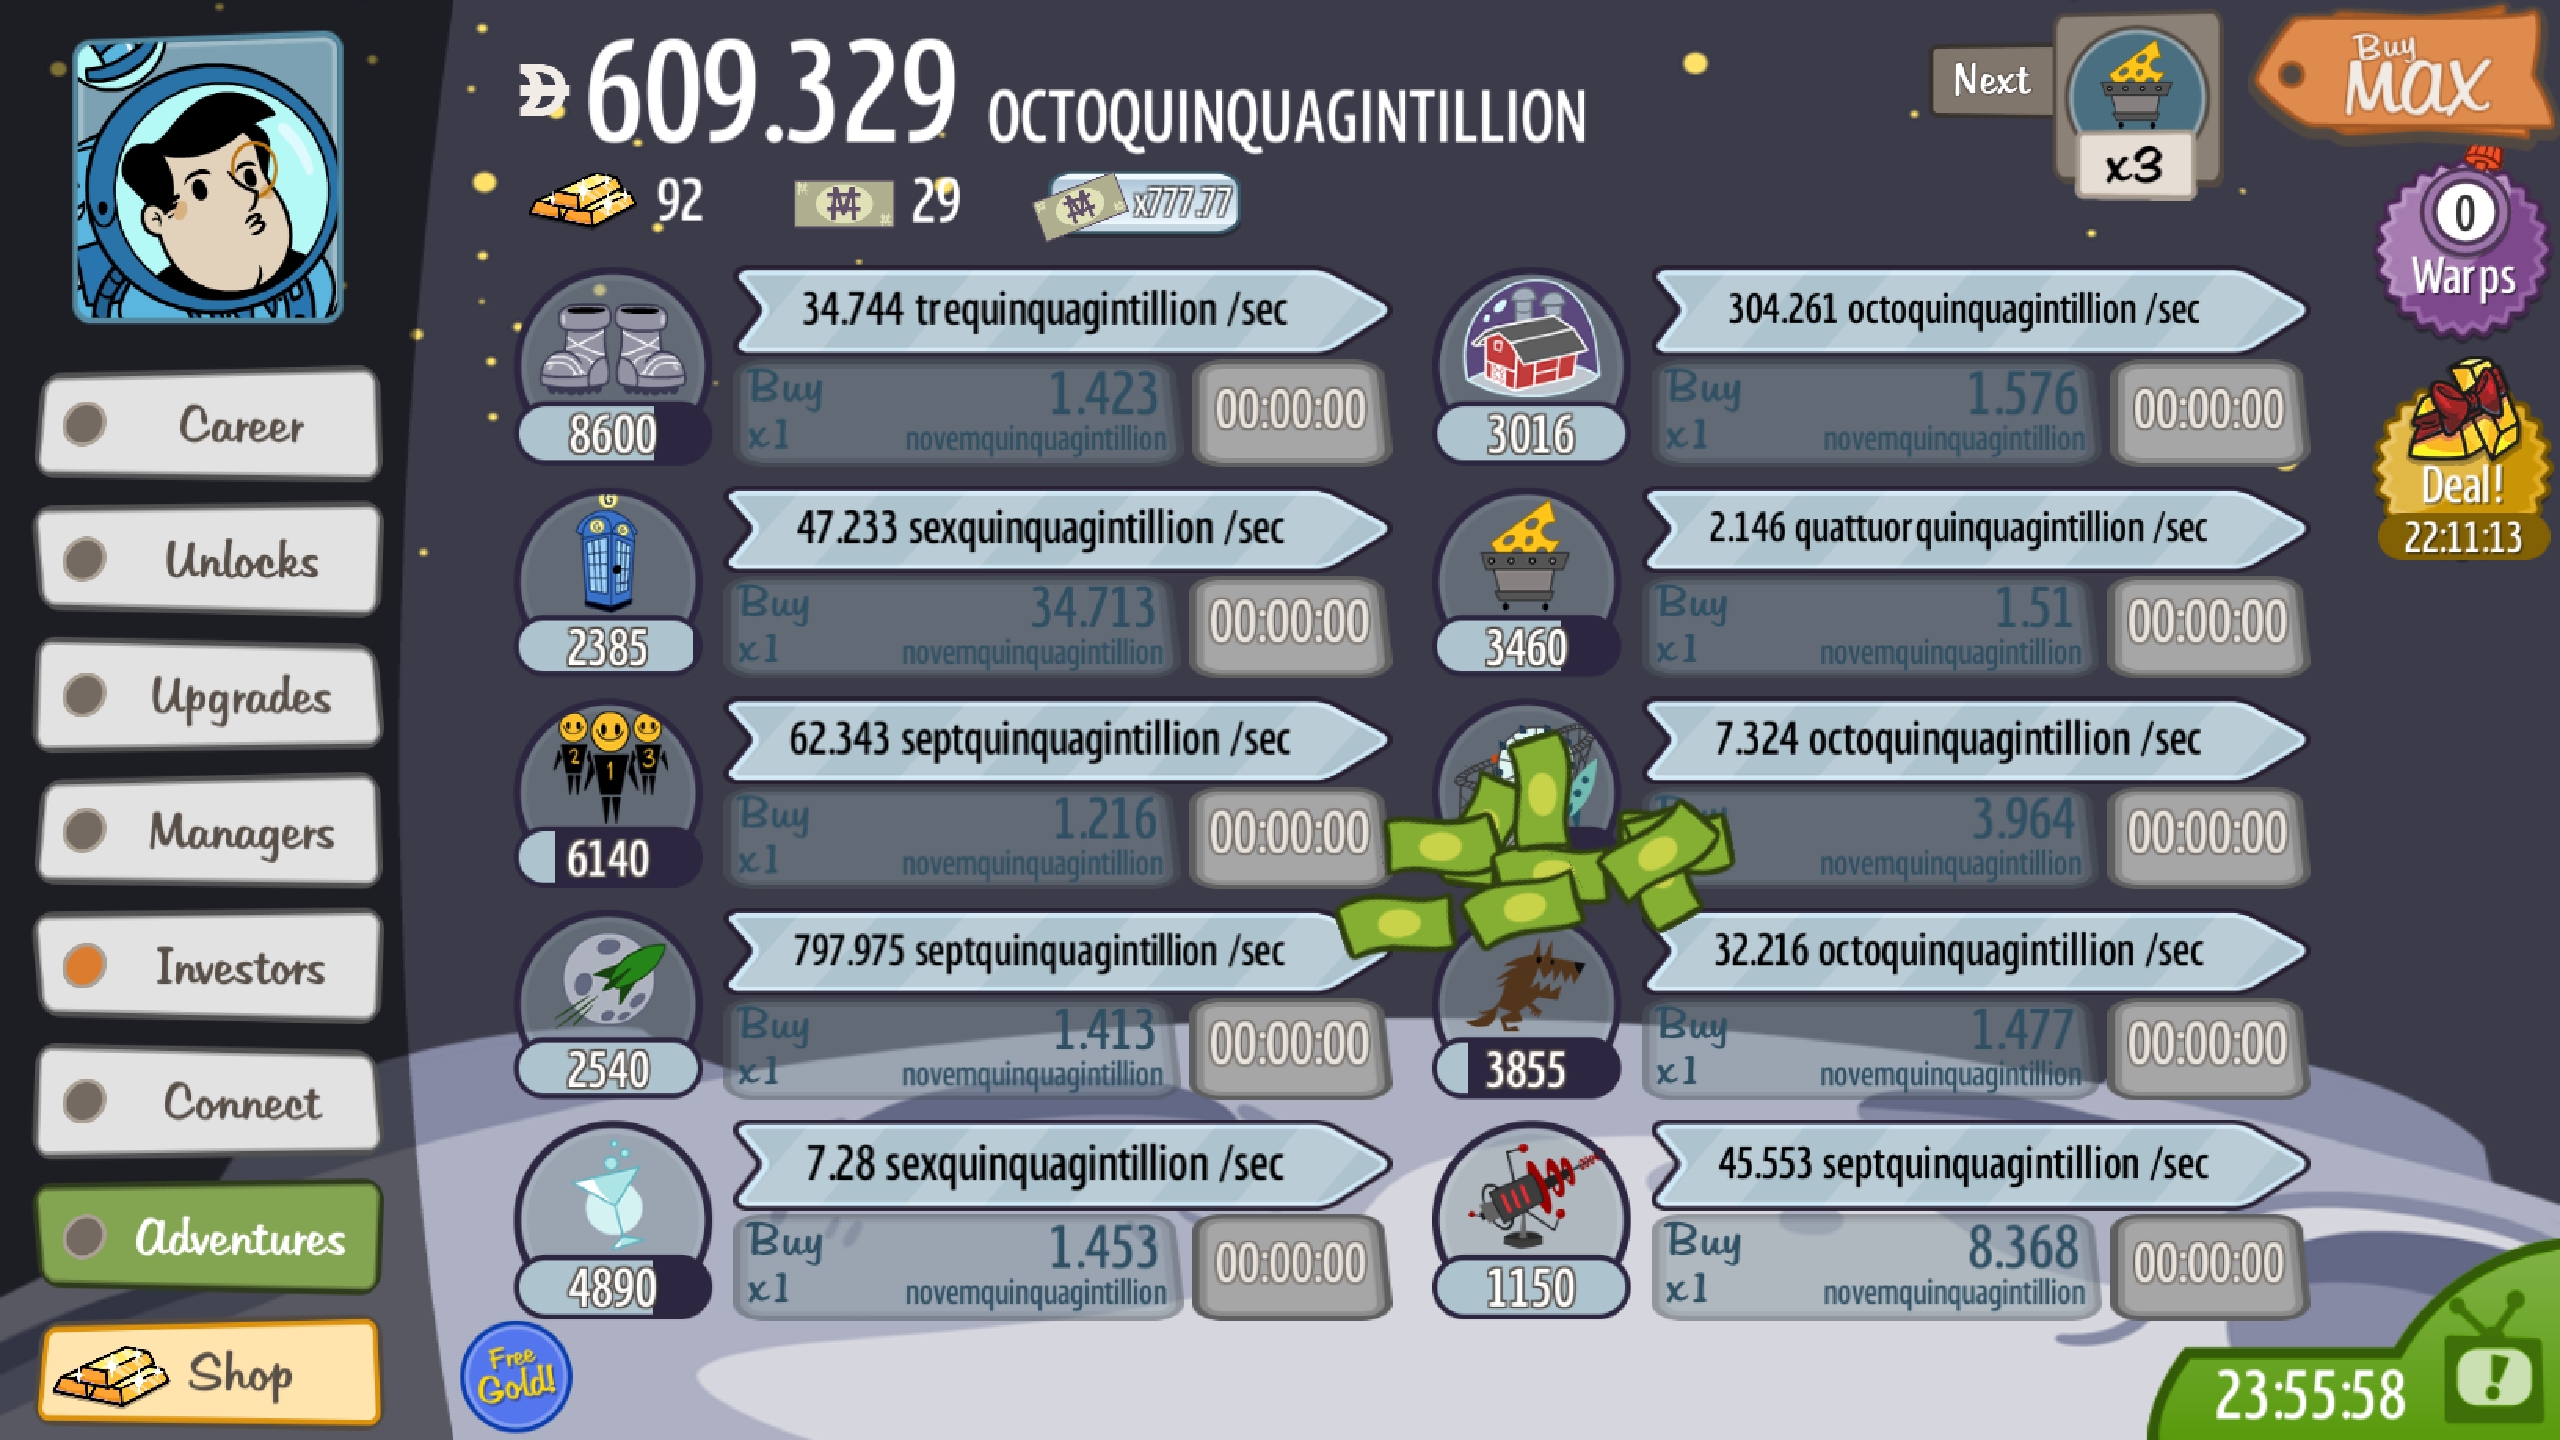 609.329 OCTOQUINQUAGINTILLION
92 29 x777.77
Next
x3
Buy
MAX
0
Warps
Deal!
22:11:13
Career
Unlocks
Upgrades
Managers
Investors
Connect
Adventures
Shop
34.744 trequinquagintillion /sec
8600
Buy
x1
1.423
novemquinquagintillion
00:00:00
304.261 octoquinquagintillion /sec
3016
Buy
x1
1.576
novemquinquagintillion
00:00:00
G
47.233 sexquinquagintillion /sec
2385
Buy
x1
34.713
novemquinquagintillion
00:00:00
2.146 quattuorquinquagintillion /sec
3460
Buy
x1
1.51
novemquinquagintillion
00:00:00
2 1 3
62.343 septquinquagintillion /sec
6140
Buy
x1
1.216
novemquinquagintillion
00:00:00
7.324 octoquinquagintillion /sec
3.964
novemquinquagintillion
00:00:00
797.975 septquinquagintillion /sec
2540
Buy
x1
1.413
novemquinquagintillion
00:00:00
32.216 octoquinquagintillion /sec
3855
Buy
x1
1.477
novemquinquagintillion
00:00:00
7.28 sexquinquagintillion /sec
4890
Buy
x1
1.453
novemquinquagintillion
00:00:00
45.553 septquinquagintillion /sec
1150
Buy
x1
8.368
novemquinquagintillion
00:00:00
Free
Gold!
23:55:58
!